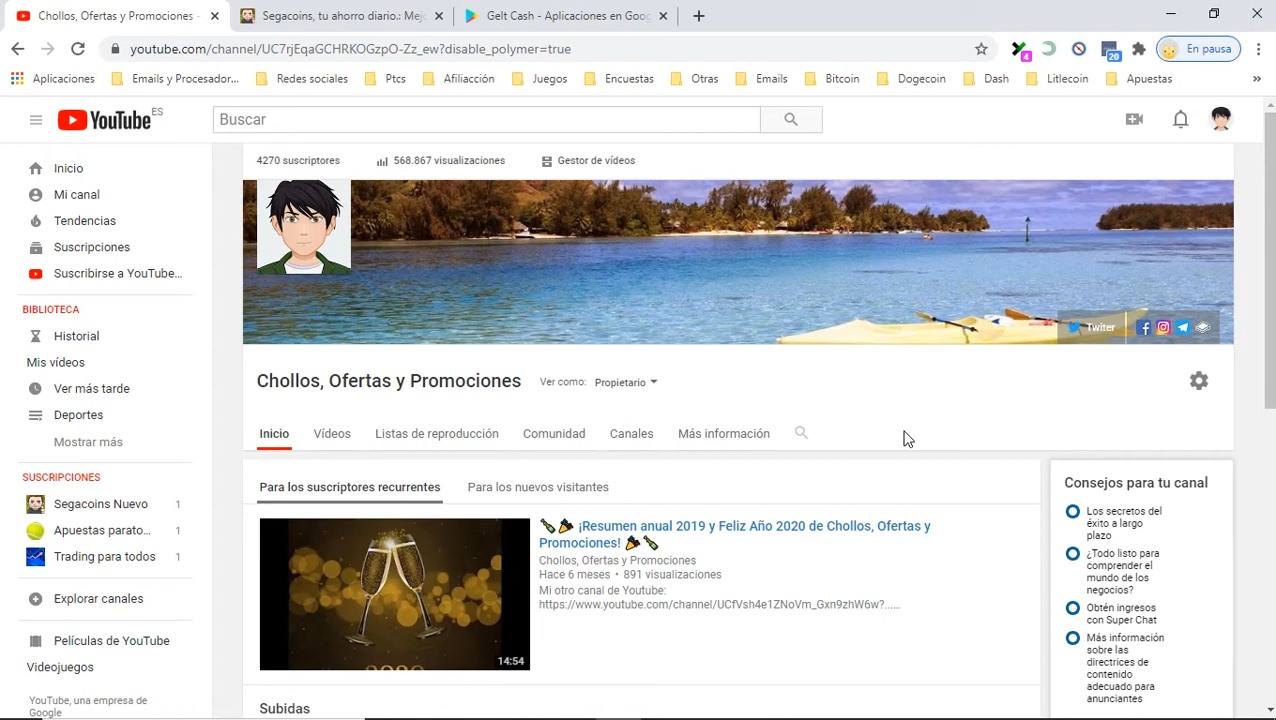 Chollos, Ofertas y Promociones -
Segacoins, tu ahorro diario.: Mejo
Gelt Cash - Aplicaciones en Goog
youtube.com/channel/UC7rjEqaGCHRKOGzpO-Zz_ew?disable_polymer=true
4
20
En pausa
Aplicaciones
Emails y Procesador...
Redes sociales
Ptcs
Afiliacción
Juegos
Encuestas
Otras
Emails
Bitcoin
Dogecoin
Dash
Litlecoin
Apuestas
»
YouTube ES
Buscar
4270 suscriptores
568.867 visualizaciones
Gestor de vídeos
Inicio
Mi canal
Tendencias
Suscripciones
Suscribirse a YouTube...
BIBLIOTECA
Historial
Mis vídeos
Ver más tarde
Deportes
Mostrar más
SUSCRIPCIONES
Segacoins Nuevo 1
Apuestas parato... 1
Trading para todos 1
Explorar canales
Películas de YouTube
Videojuegos
YouTube, una empresa de
Google
Twiter
Chollos, Ofertas y Promociones
Ver como: Propietario
Inicio
Vídeos
Listas de reproducción
Comunidad
Canales
Más información
Para los suscriptores recurrentes
Para los nuevos visitantes
¡Resumen anual 2019 y Feliz Año 2020 de Chollos, Ofertas y
Promociones!
Chollos, Ofertas y Promociones
Hace 6 meses • 891 visualizaciones
Mi otro canal de Youtube:
https://www.youtube.com/channel/UCfVsh4e1ZNoVm_Gxn9zhW6w?......
2020
14:54
Subidas
Consejos para tu canal
Los secretos del
éxito a largo
plazo
¿Todo listo para
comprender el
mundo de los
negocios?
Obtén ingresos
con Super Chat
Más información
sobre las
directrices de
contenido
adecuado para
anunciantes